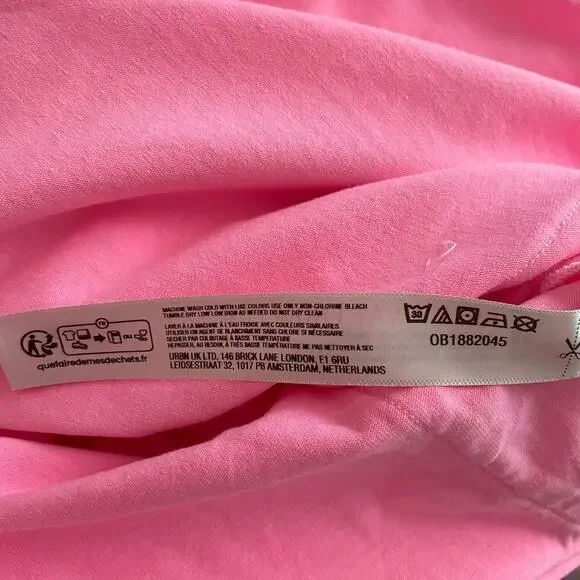 MACHINE WASH COLD WITH LIKE COLORS USE ONLY NON-CHLORINE BLEACH
TUMBLE DRY LOW LOW IRON AS NEEDED DO NOT DRY CLEAN
LAVER À LA MACHINE À L'EAU FROIDE AVEC COULEURS SIMILAIRES
UTILISER UN AGENT DE BLANCHIMENT SANS CHLORE SI NÉCESSAIRE
SÉCHER PAR CULBUTAGE À BASSE TEMPÉRATURE
REPASSER, AU BESOIN, À TRÈS BASSE TEMPÉRATURE NE PAS NETTOYER À SEC
URBN UK LTD. 146 BRICK LANE LONDON, E1 6RU
LEIDSESTRAAT 32, 1017 PB AMSTERDAM, NETHERLANDS
FR
OU
quefairedemesdechets.fr
30
0B1882045